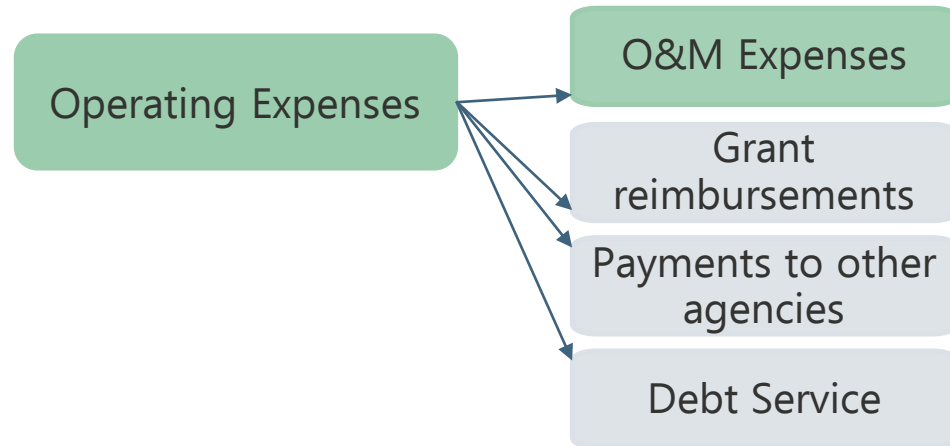 Operating Expenses
O&M Expenses
Grant
reimbursements
Payments to other
agencies
Debt Service